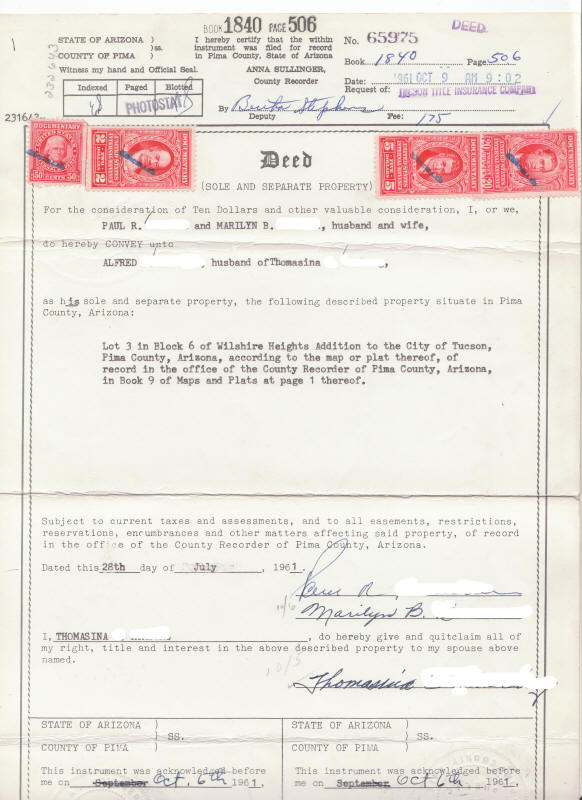 BOOK 1840 PAGE 506
DEED.
STATE OF ARIZONA )
) ss.
COUNTY OF PIMA )
Witness my hand and Official Seal.
Indexed Paged Blotted
PHOTOSTAT
I hereby certify that the within
instrument was filed for record
in Pima County, State of Arizona
ANNA SULLINGER,
County Recorder
By Bertha Stephens
Deputy
No. 65975
Book 1840 Page 506
Date: 1961 OCT 9 AM 9:02
Request of: TUCSON TITLE INSURANCE COMPANY
Fee: 175
Deed
(SOLE AND SEPARATE PROPERTY)
For the consideration of Ten Dollars and other valuable consideration, I, or we,
PAUL R. and MARILYN B. , husband and wife,
do hereby CONVEY unto
ALFRED , husband of Thomasina ,
as his sole and separate property, the following described property situate in Pima
County, Arizona:
Lot 3 in Block 6 of Wilshire Heights Addition to the City of Tucson,
Pima County, Arizona, according to the map or plat thereof, of
record in the office of the County Recorder of Pima County, Arizona,
in Book 9 of Maps and Plats at page 1 thereof.
Subject to current taxes and assessments, and to all easements, restrictions,
reservations, encumbrances and other matters affecting said property, of record
in the office of the County Recorder of Pima County, Arizona.
Dated this 28th day of July , 1961.
Paul R.
Marilyn B.
I, THOMASINA , do hereby give and quitclaim all of
my right, title and interest in the above described property to my spouse above
named.
Thomasina
STATE OF ARIZONA )
) SS.
COUNTY OF PIMA )
This instrument was acknowledged before
me on September Oct. 6th 1961.
STATE OF ARIZONA )
) SS.
COUNTY OF PIMA )
This instrument was acknowledged before
me on September Oct 6th 1961.